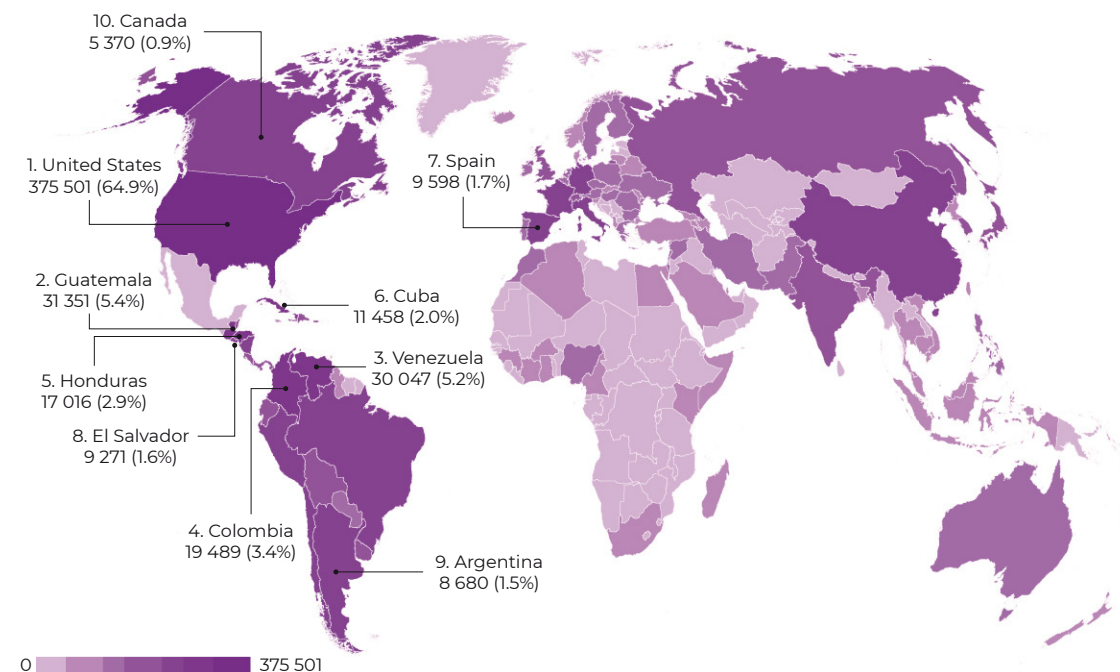 10. Canada
5 370 (0.9%)
1. United States
375 501 (64.9%)
7. Spain
9 598 (1.7%)
2. Guatemala
31 351 (5.4%)
6. Cuba
11 458 (2.0%)
3. Venezuela
30 047 (5.2%)
5. Honduras
17 016 (2.9%)
8. El Salvador
9 271 (1.6%)
4. Colombia
19 489 (3.4%)
9. Argentina
8 680 (1.5%)
0 375 501